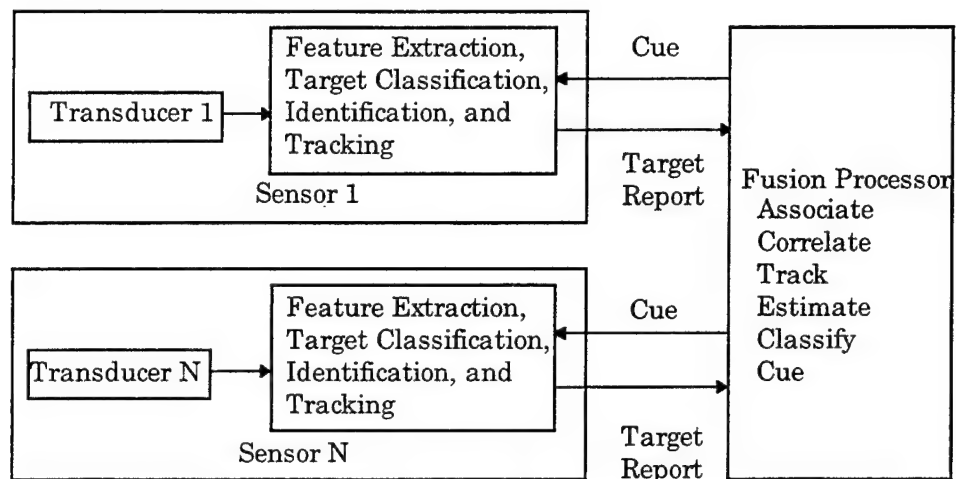 Feature Extraction,
Target Classification,
Identification, and
Tracking
Transducer 1
Sensor 1
Cue
Target
Report
Fusion Processor
Associate
Correlate
Track
Estimate
Classify
Cue
Feature Extraction,
Target Classification,
Identification, and
Tracking
Transducer N
Sensor N
Cue
Target
Report